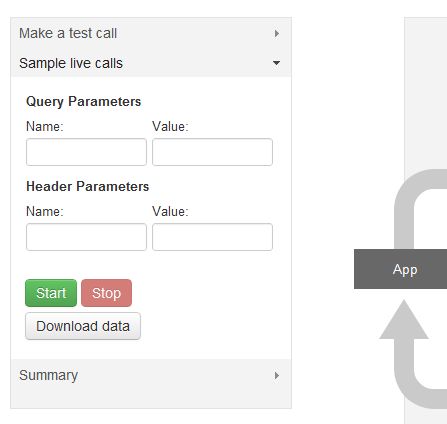 Make a test call
Sample live calls
Query Parameters
Name: Value:
Header Parameters
Name: Value:
Start Stop
Download data
Summary
App